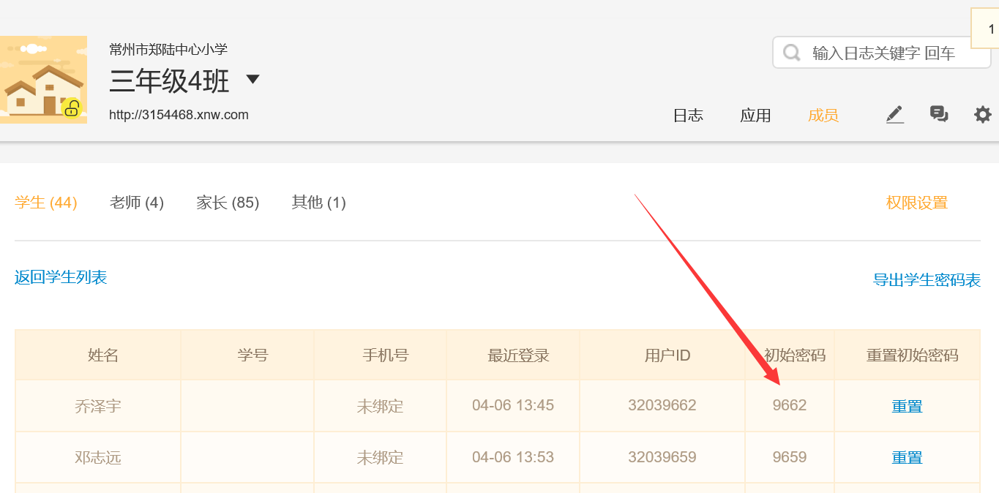 1
常州市郑陆中心小学
输入日志关键字 回车
三年级4班
http://3154468.xnw.com
日志 应用 成员
学生 (44) 老师 (4) 家长 (85) 其他 (1) 权限设置
返回学生列表 导出学生密码表
姓名 学号 手机号 最近登录 用户ID 初始密码 重置初始密码
乔泽宇 未绑定 04-06 13:45 32039662 9662 重置
邓志远 未绑定 04-06 13:53 32039659 9659 重置